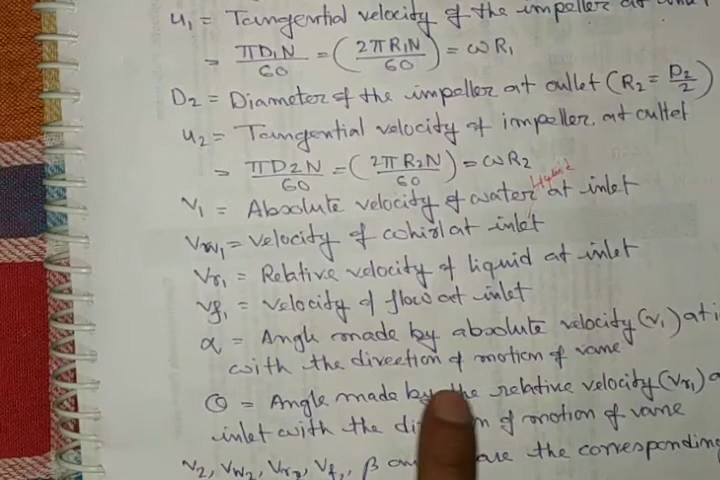 u₁ = Tangential velocity of the impeller at
= πD₁N/60 = (2πR₁N/60) = ωR₁
D₂ = Diameter of the impeller at outlet (R₂ = D₂/2)
u₂ = Tangential velocity of impeller at outlet
= πD2N/60 = (2πR₂N/60) = ωR₂
V₁ = Absolute velocity of water at inlet
Vw₁ = Velocity of whirl at inlet
Vr₁ = Relative velocity of liquid at inlet
Vf₁ = Velocity of flow at inlet
α = Angle made by absolute velocity (V₁) at
with the direction of motion of vane
θ = Angle made by the relative velocity (Vr₁)
inlet with the of motion of vane
V₂, Vw₂, Vr₂, Vf₂, β are the corresponding